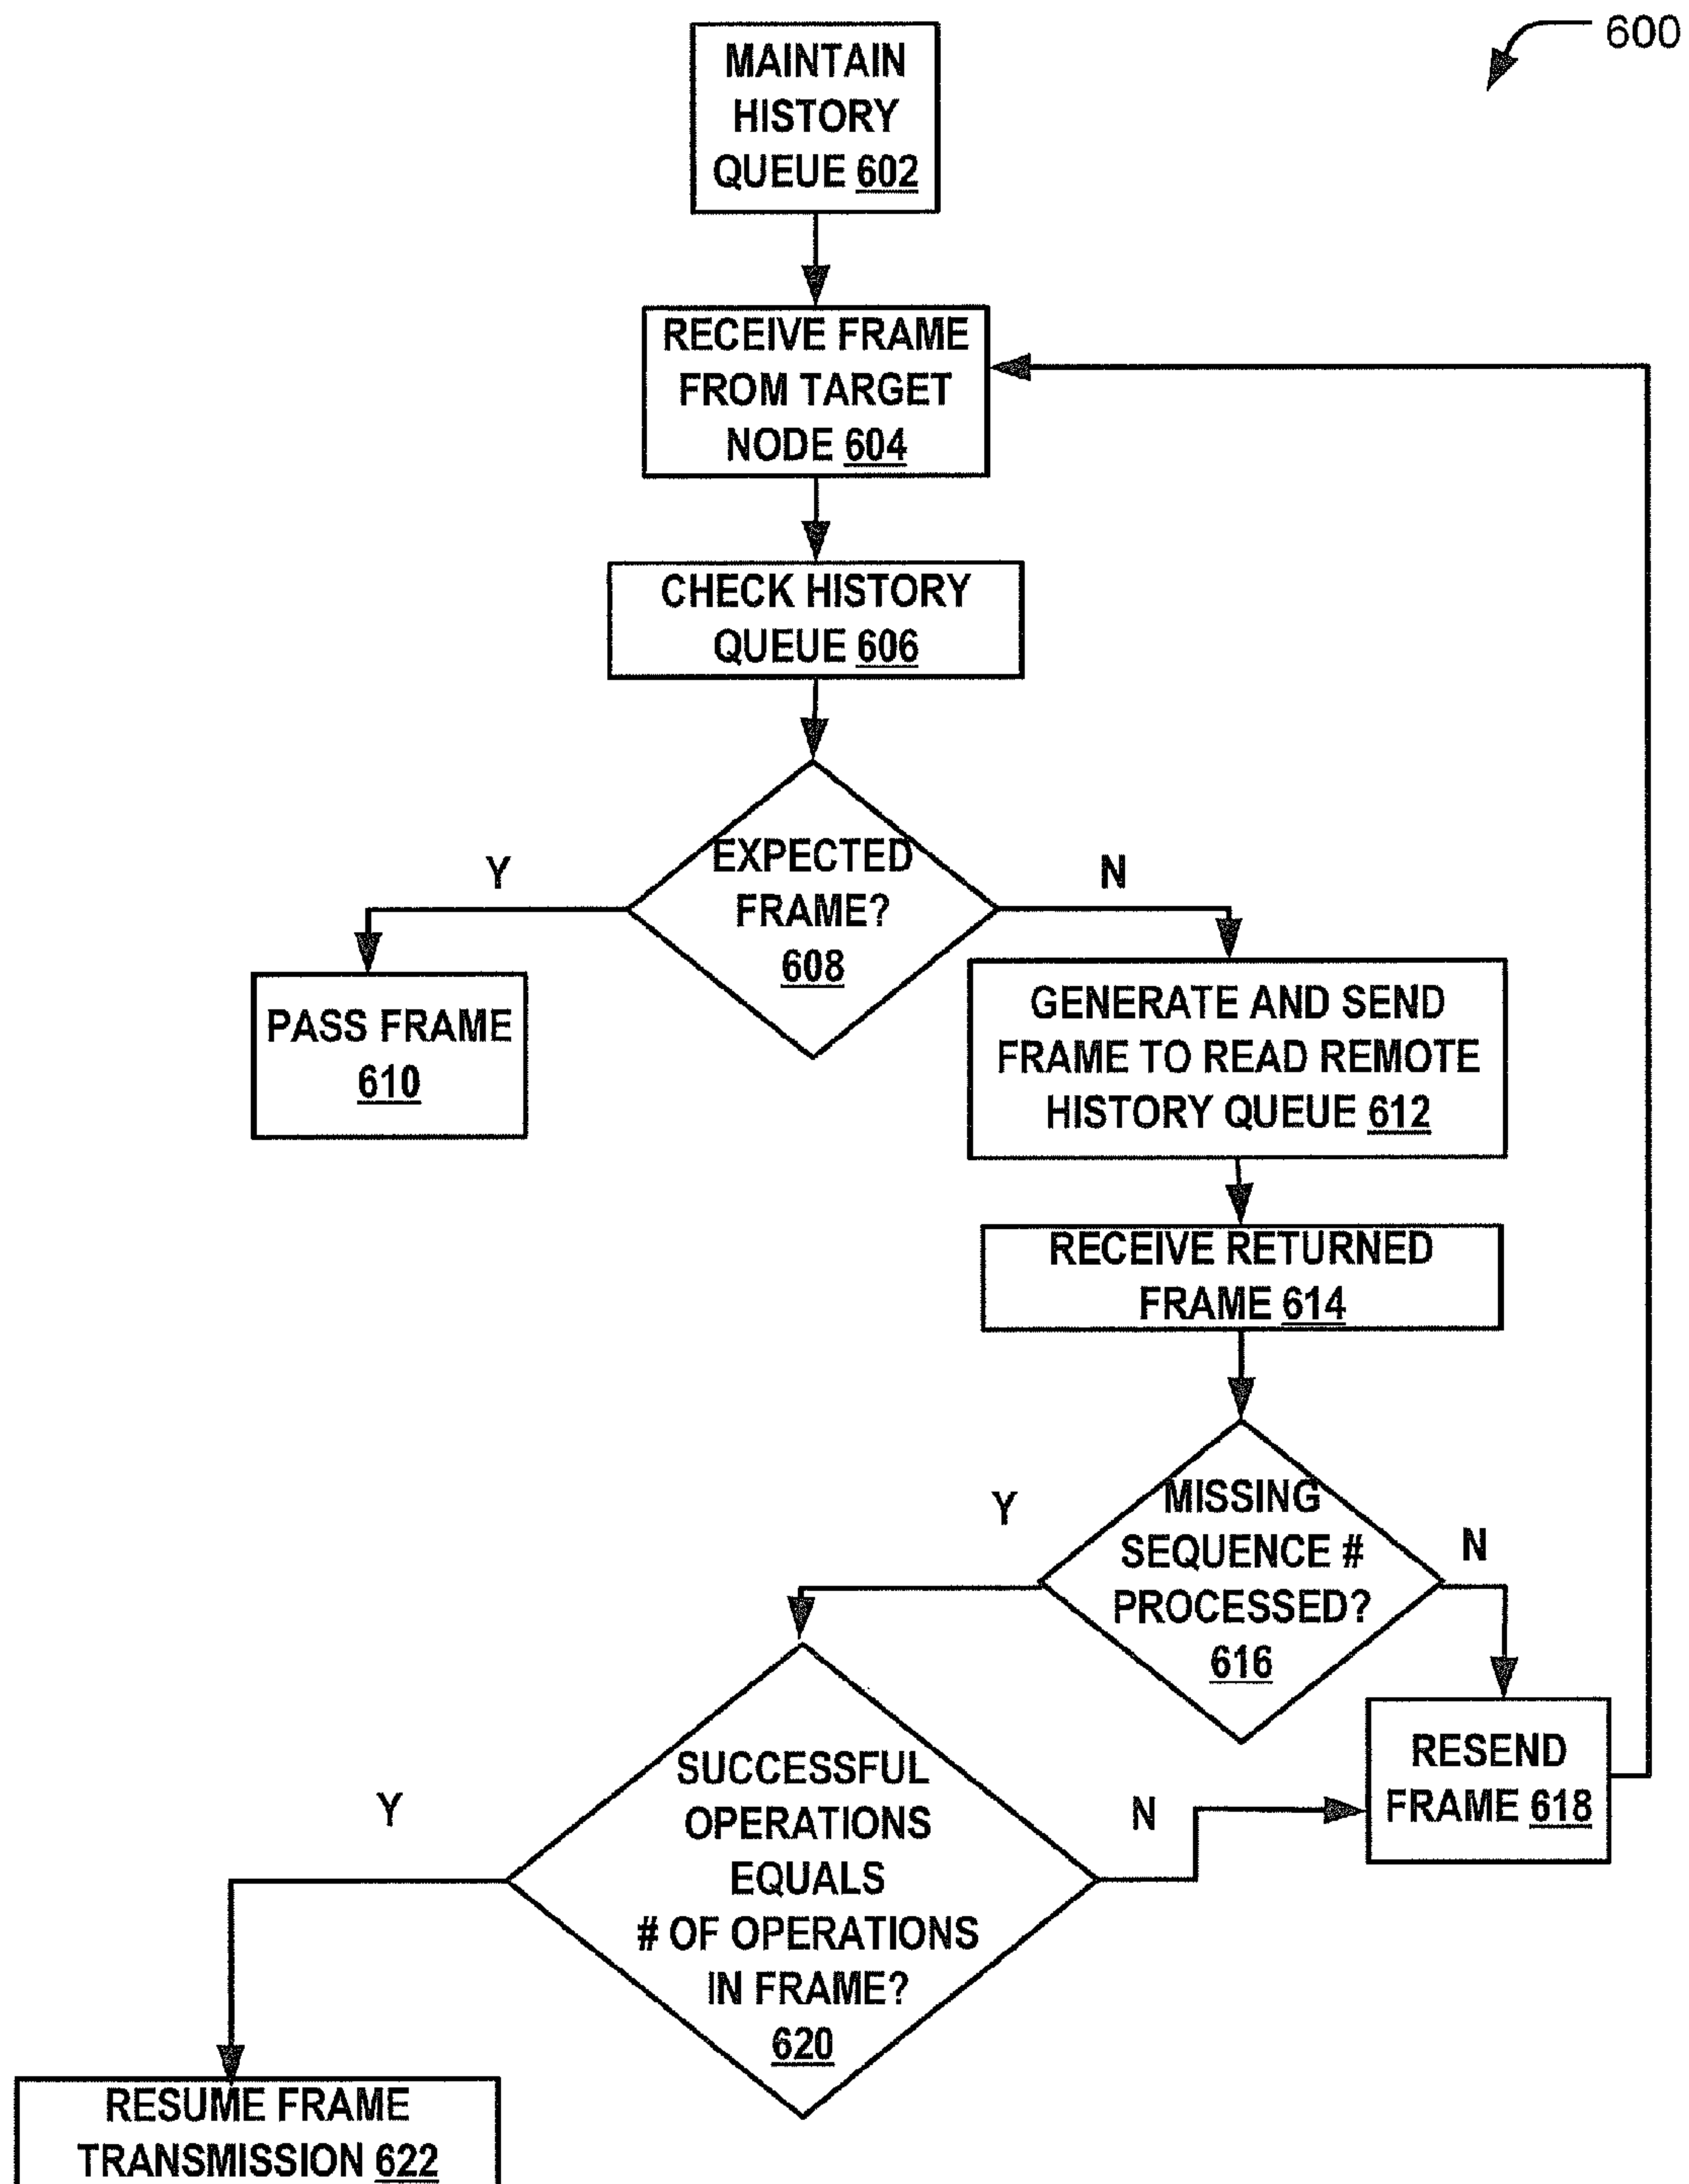 600
MAINTAIN
HISTORY
QUEUE 602
RECEIVE FRAME
FROM TARGET
NODE 604
CHECK HISTORY
QUEUE 606
EXPECTED
FRAME?
608
Y
N
PASS FRAME
610
GENERATE AND SEND
FRAME TO READ REMOTE
HISTORY QUEUE 612
RECEIVE RETURNED
FRAME 614
MISSING
SEQUENCE #
PROCESSED?
616
Y
N
RESEND
FRAME 618
SUCCESSFUL
OPERATIONS
EQUALS
# OF OPERATIONS
IN FRAME?
620
Y
N
RESUME FRAME
TRANSMISSION 622